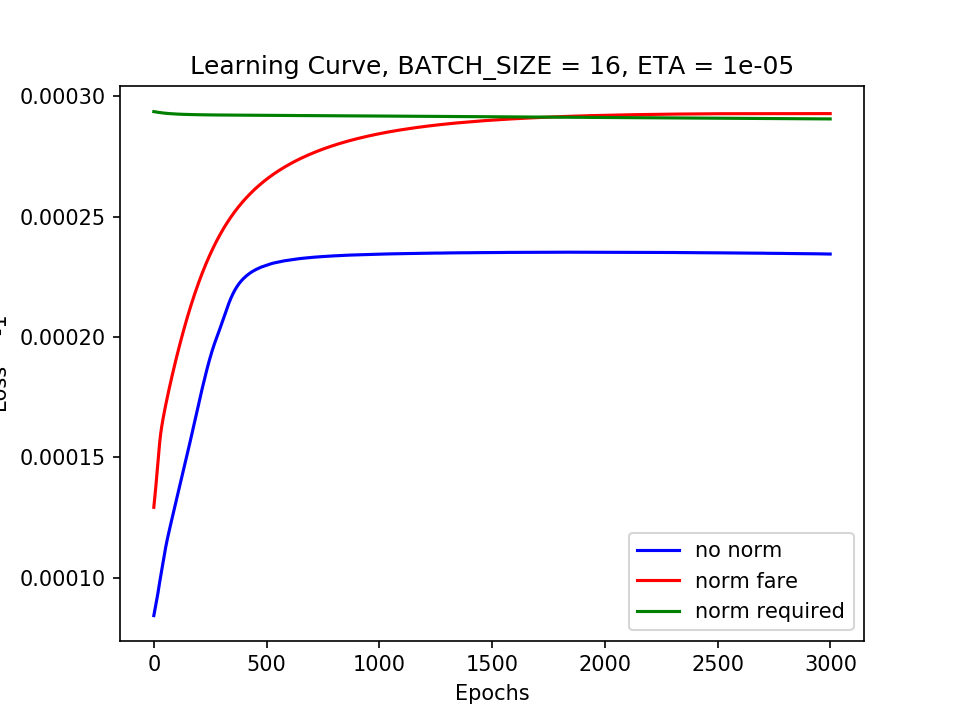 Learning Curve, BATCH_SIZE = 16, ETA = 1e-05
0.00030
0.00025
0.00020
0.00015
0.00010
0
500
1000
1500
2000
2500
3000
Epochs
no norm
norm fare
norm required